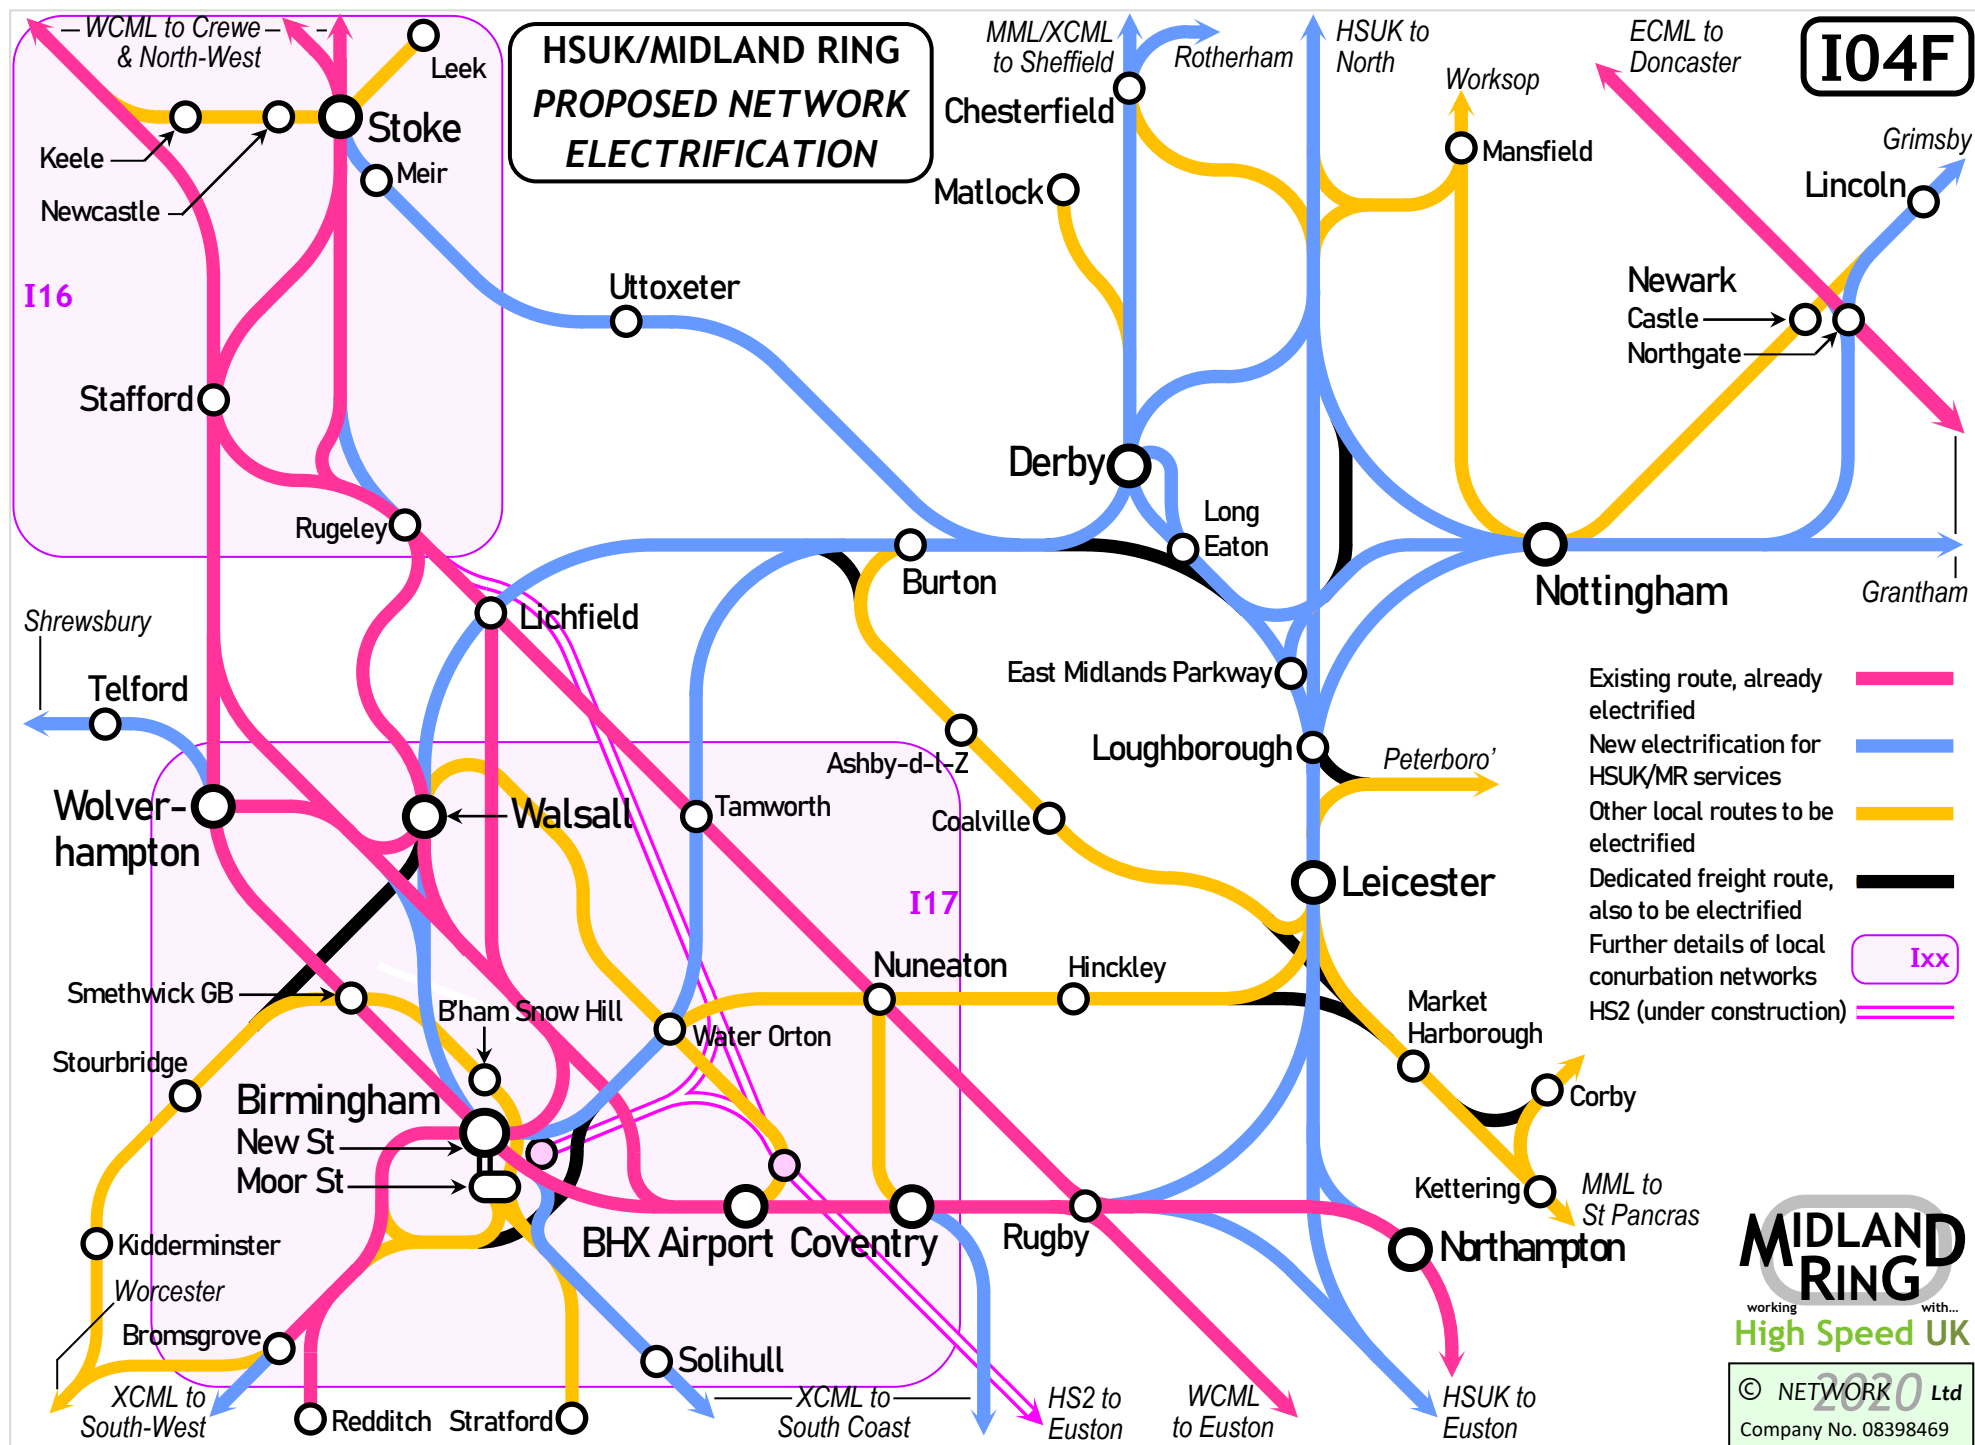 WCML to Crewe
& North-West
Leek
HSUK/MIDLAND RING
PROPOSED NETWORK
ELECTRIFICATION
MML/XCML
to Sheffield
Rotherham
HSUK to
North
ECML to
Doncaster
I04F
Worksop
Chesterfield
Stoke
Keele
Meir
Newcastle
Matlock
Mansfield
Grimsby
Lincoln
I16
Uttoxeter
Newark
Castle
Northgate
Stafford
Derby
Long
Eaton
Rugeley
Burton
Nottingham
Grantham
Shrewsbury
Lichfield
Telford
East Midlands Parkway
Existing route, already
electrified
New electrification for
HSUK/MR services
Other local routes to be
electrified
Dedicated freight route,
also to be electrified
Further details of local
conurbation networks
Ixx
HS2 (under construction)
Loughborough
Peterboro'
Ashby-d-l-Z
Wolver-
hampton
Walsall
Tamworth
Coalville
Leicester
I17
Nuneaton
Hinckley
Smethwick GB
B'ham Snow Hill
Market
Harborough
Water Orton
Stourbridge
Birmingham
New St
Moor St
Corby
Kettering
MML to
St Pancras
BHX Airport
Coventry
Rugby
Northampton
Kidderminster
Worcester
Bromsgrove
Solihull
XCML to
South-West
Redditch
Stratford
XCML to
South Coast
HS2 to
Euston
WCML
to Euston
HSUK to
Euston
MIDLAND
RING
working with...
High Speed UK
© NETWORK 2020 Ltd
Company No. 08398469